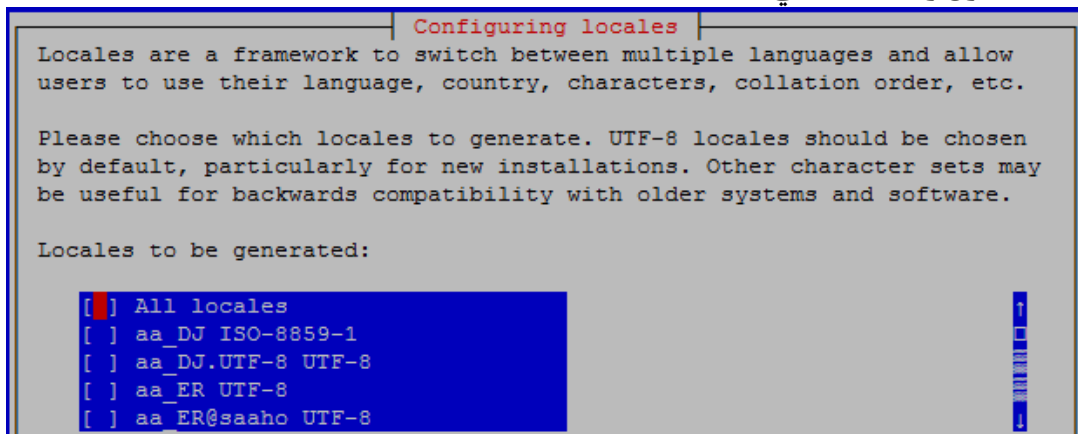 Configuring locales
Locales are a framework to switch between multiple languages and allow
users to use their language, country, characters, collation order, etc.
Please choose which locales to generate. UTF-8 locales should be chosen
by default, particularly for new installations. Other character sets may
be useful for backwards compatibility with older systems and software.
Locales to be generated:
[ ] All locales
[ ] aa_DJ ISO-8859-1
[ ] aa_DJ.UTF-8 UTF-8
[ ] aa_ER UTF-8
[ ] aa_ER@saaho UTF-8